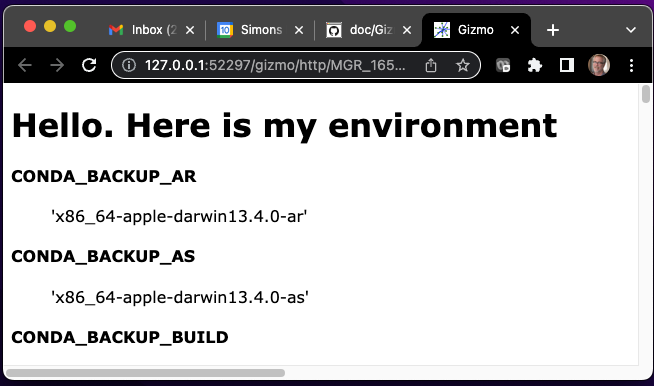 Inbox (2
10
Simons
doc/Giz
Gizmo
127.0.0.1:52297/gizmo/http/MGR_165...
Hello. Here is my environment
CONDA_BACKUP_AR
'x86_64-apple-darwin13.4.0-ar'
CONDA_BACKUP_AS
'x86_64-apple-darwin13.4.0-as'
CONDA_BACKUP_BUILD